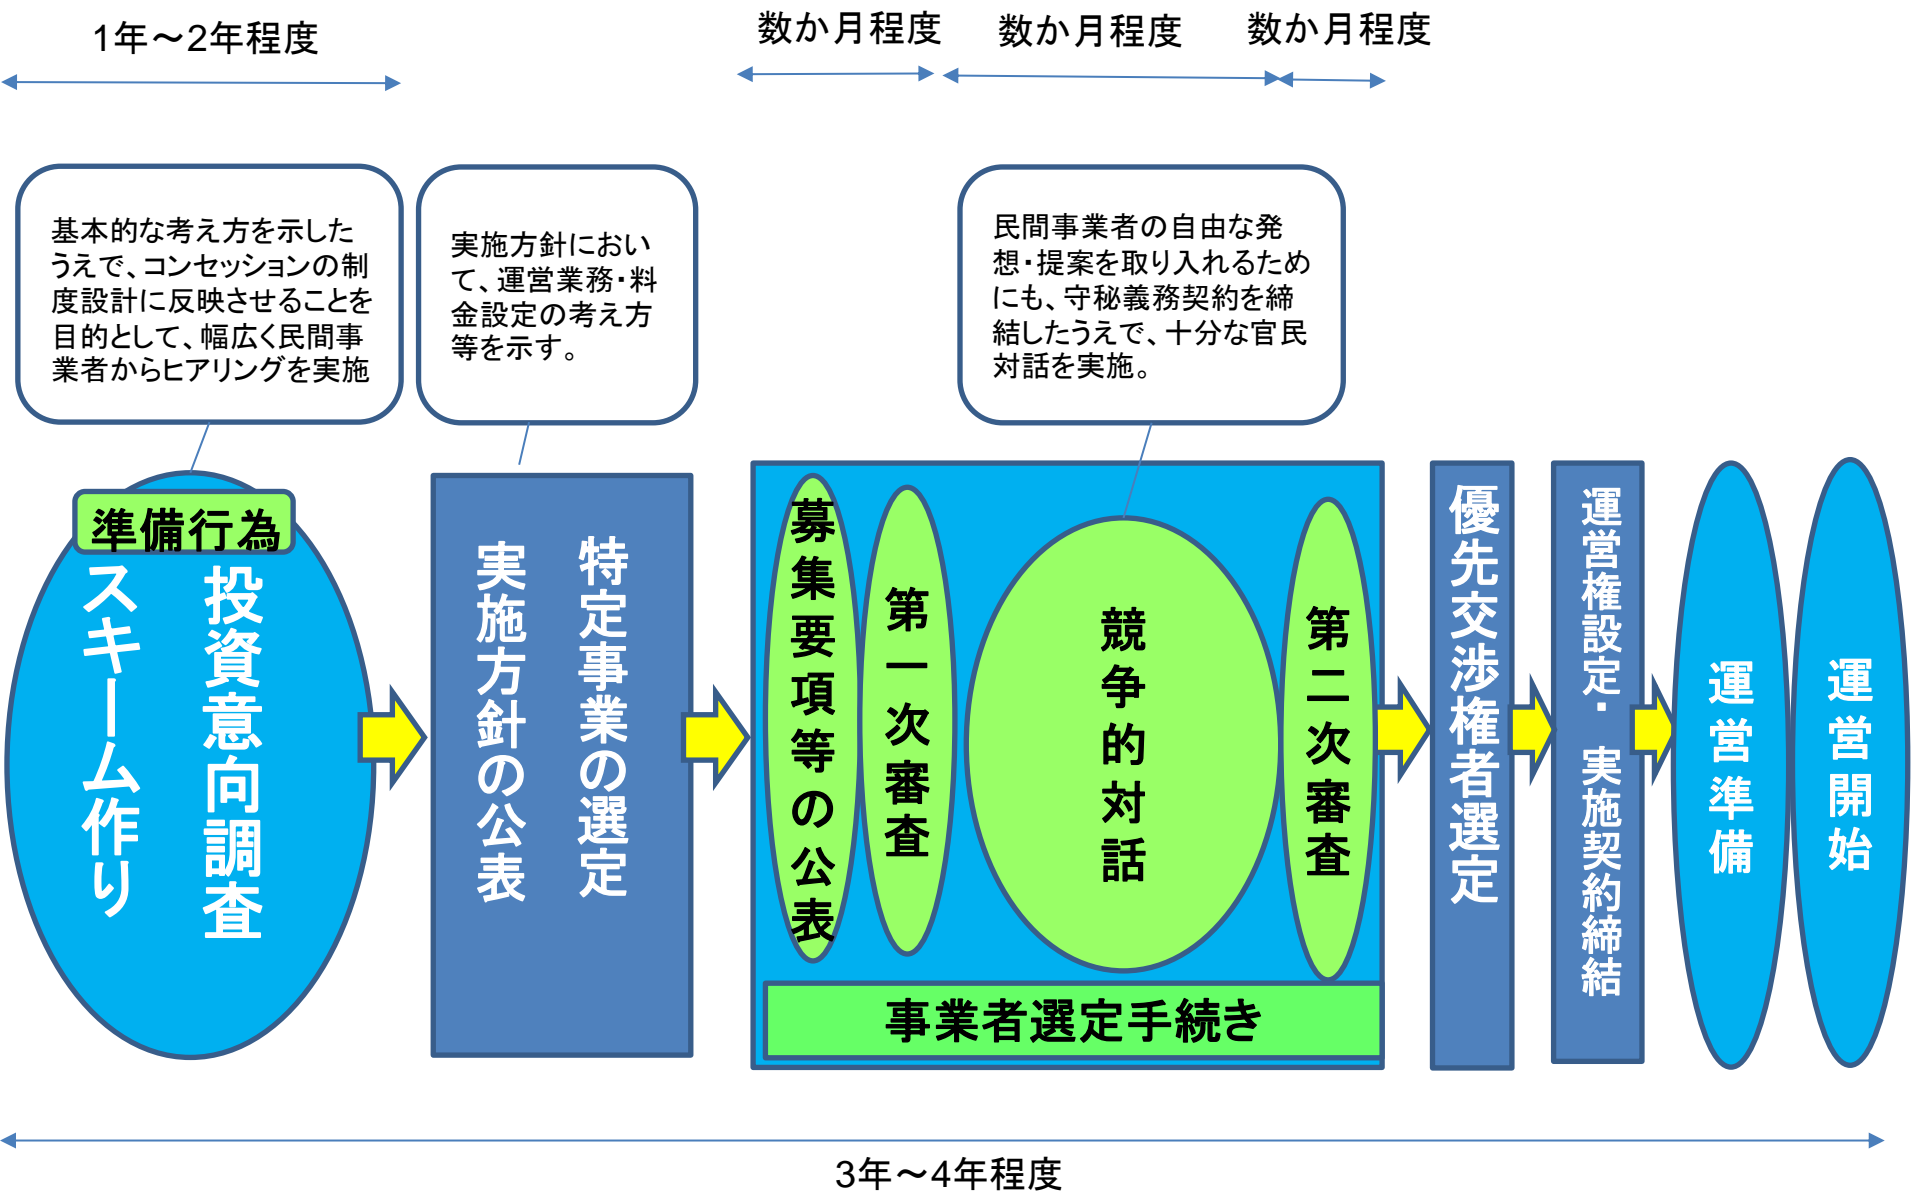 1年～2年程度
数か月程度
数か月程度
数か月程度
基本的な考え方を示した
うえで、コンセッションの制
度設計に反映させることを
目的として、幅広く民間事
業者からヒアリングを実施
実施方針におい
て、運営業務・料
金設定の考え方
等を示す。
民間事業者の自由な発
想・提案を取り入れるため
にも、守秘義務契約を締
結したうえで、十分な官民
対話を実施。
準備行為
投資意向調査
スキーム作り
特定事業の選定
実施方針の公表
募集要項等の公表
第一次審査
競争的対話
第二次審査
事業者選定手続き
優先交渉権者選定
運営権設定・実施契約締結
運営準備
運営開始
3年～4年程度